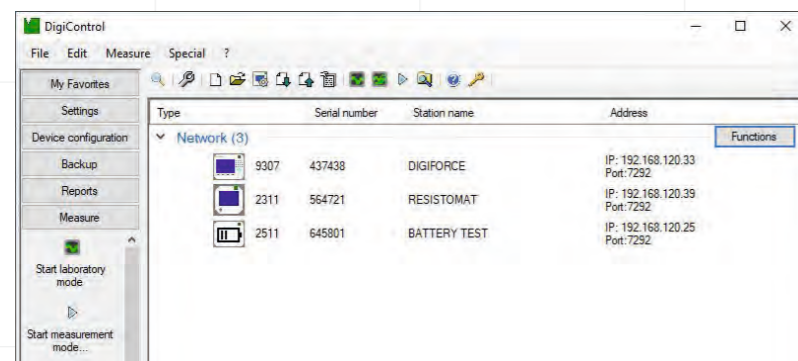 DigiControl
File Edit Measure Special ?
My Favorites
Settings
Device configuration
Backup
Reports
Measure
Start laboratory
mode
Start measurement
mode...
Type Serial number Station name Address
Network (3) Functions
9307 437438 DIGIFORCE IP: 192.168.120.33
Port:7292
2311 564721 RESISTOMAT IP: 192.168.120.39
Port:7292
2511 645801 BATTERY TEST IP: 192.168.120.25
Port:7292